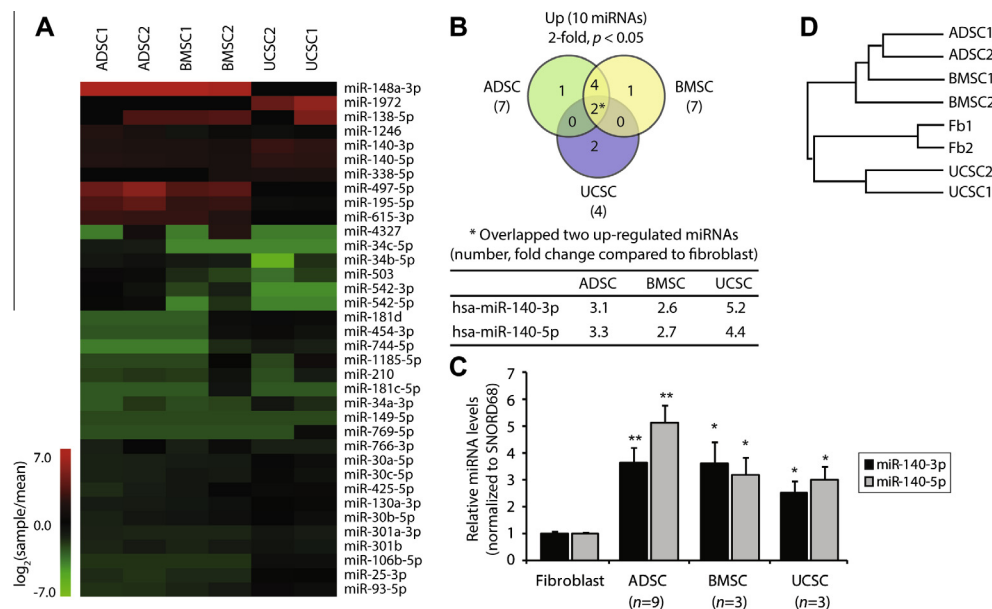 A
ADSC1
ADSC2
BMSC1
BMSC2
UCSC2
UCSC1
miR-148a-3p
miR-1972
miR-138-5p
miR-1246
miR-140-3p
miR-140-5p
miR-338-5p
miR-497-5p
miR-195-5p
miR-615-3p
miR-4327
miR-34c-5p
miR-34b-5p
miR-503
miR-542-3p
miR-542-5p
miR-181d
miR-454-3p
miR-744-5p
miR-1185-5p
miR-210
miR-181c-5p
miR-34a-3p
miR-149-5p
miR-769-5p
miR-766-3p
miR-30a-5p
miR-30c-5p
miR-425-5p
miR-130a-3p
miR-30b-5p
miR-301a-3p
miR-301b
miR-106b-5p
miR-25-3p
miR-93-5p
7.0
0.0
-7.0
log2(sample/mean)
B
Up (10 miRNAs)
2-fold, p < 0.05
ADSC
(7)
BMSC
(7)
1
4
1
2*
0
0
2
UCSC
(4)
* Overlapped two up-regulated miRNAs
(number, fold change compared to fibroblast)
ADSC BMSC UCSC
hsa-miR-140-3p 3.1 2.6 5.2
hsa-miR-140-5p 3.3 2.7 4.4
C
Relative miRNA levels
(normalized to SNORD68)
7
6
5
4
3
2
1
0
**
**
*
*
*
*
miR-140-3p
miR-140-5p
Fibroblast ADSC BMSC UCSC
(n=9) (n=3) (n=3)
D
ADSC1
ADSC2
BMSC1
BMSC2
Fb1
Fb2
UCSC2
UCSC1